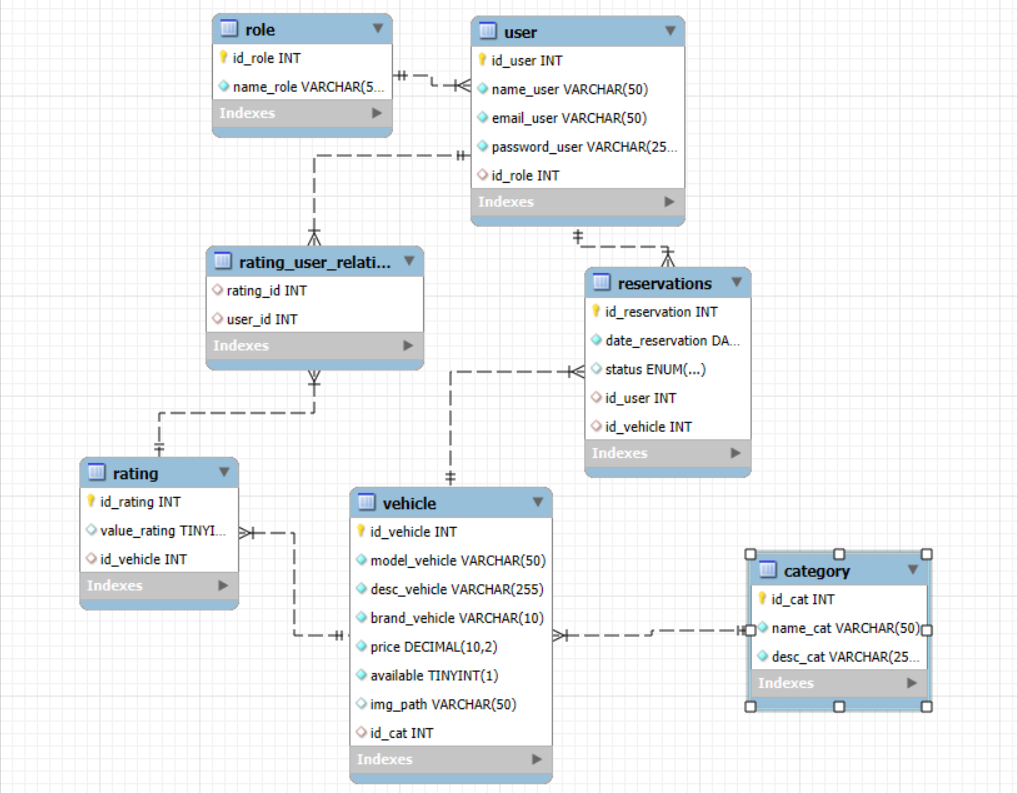 role
id_role INT
name_role VARCHAR(5...
Indexes
user
id_user INT
name_user VARCHAR(50)
email_user VARCHAR(50)
password_user VARCHAR(25...
id_role INT
Indexes
rating_user_relati...
rating_id INT
user_id INT
Indexes
reservations
id_reservation INT
date_reservation DA...
status ENUM(...)
id_user INT
id_vehicle INT
Indexes
rating
id_rating INT
value_rating TINYI...
id_vehicle INT
Indexes
vehicle
id_vehicle INT
model_vehicle VARCHAR(50)
desc_vehicle VARCHAR(255)
brand_vehicle VARCHAR(10)
price DECIMAL(10,2)
available TINYINT(1)
img_path VARCHAR(50)
id_cat INT
Indexes
category
id_cat INT
name_cat VARCHAR(50)
desc_cat VARCHAR(25...
Indexes